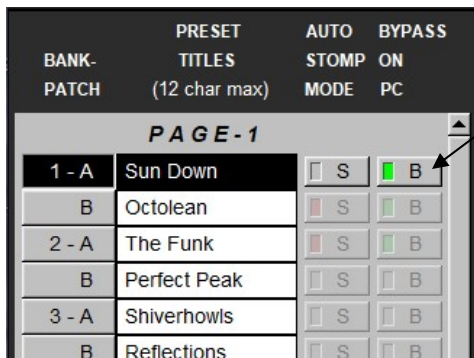 PRESET AUTO BYPASS
BANK- TITLES STOMP ON
PATCH (12 char max) MODE PC
PAGE-1
1 - A Sun Down S B
B Octolean S B
2 - A The Funk S B
B Perfect Peak S B
3 - A Shiverhowls S B
B Reflections S B